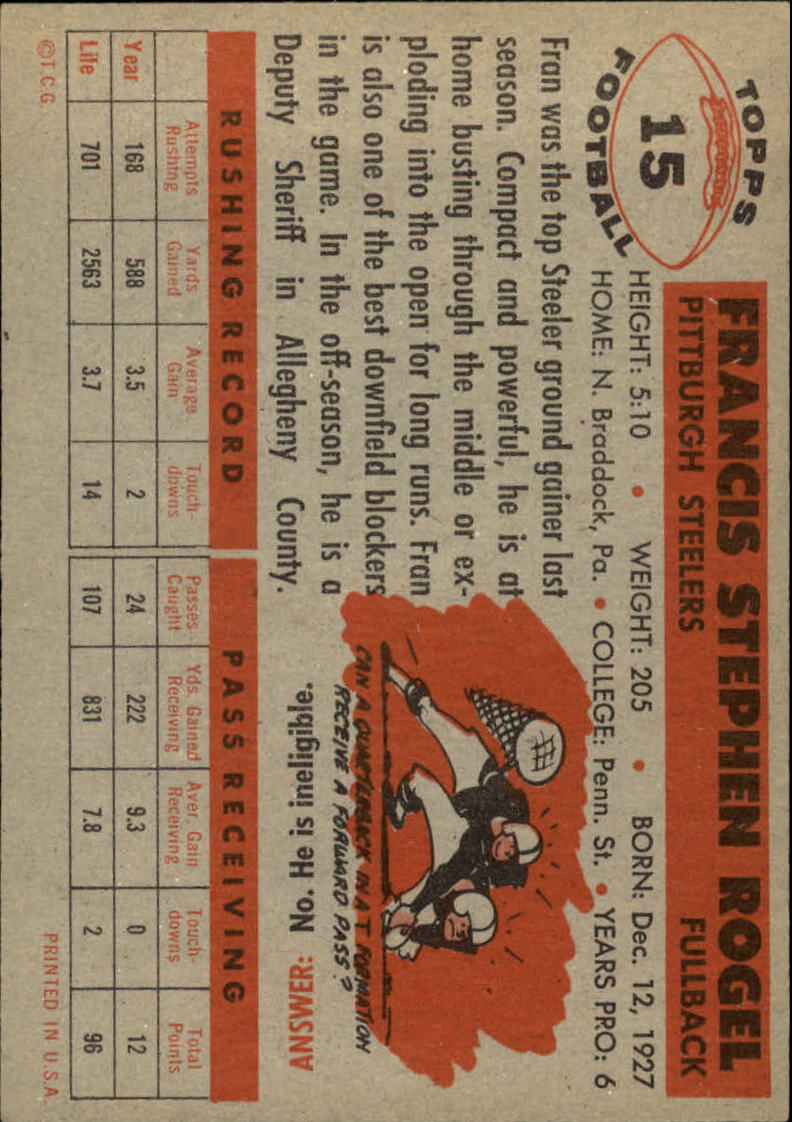 TOPPS
15
FOOTBALL
FRANCIS STEPHEN ROGEL
PITTBURGH STEELERS FULLBACK
HEIGHT: 5:10 • WEIGHT: 205 • BORN: Dec. 12, 1927
HOME: N. Braddock, Pa. • COLLEGE: Penn. St. • YEARS PRO: 6
Fran was the top Steeler ground gainer last
season. Compact and powerful, he is at
home busting through the middle or ex-
ploding into the open for long runs. Fran
is also one of the best downfield blockers
in the game. In the off-season, he is a
Deputy Sheriff in Allegheny County.
CAN A QUARTERBACK IN A T FORMATION
RECEIVE A FORWARD PASS?
ANSWER: No. He is ineligible.
RUSHING RECORD PASS RECEIVING
Attempts Rushing Yards Gained Average Gain Touch-downs Passes Caught Yds. Gained Receiving Aver. Gain Receiving Touch-downs Total Points
Year 168 588 3.5 2 24 222 9.3 0 12
Life 701 2563 3.7 14 107 831 7.8 2 96
©T.C.G. PRINTED IN U.S.A.